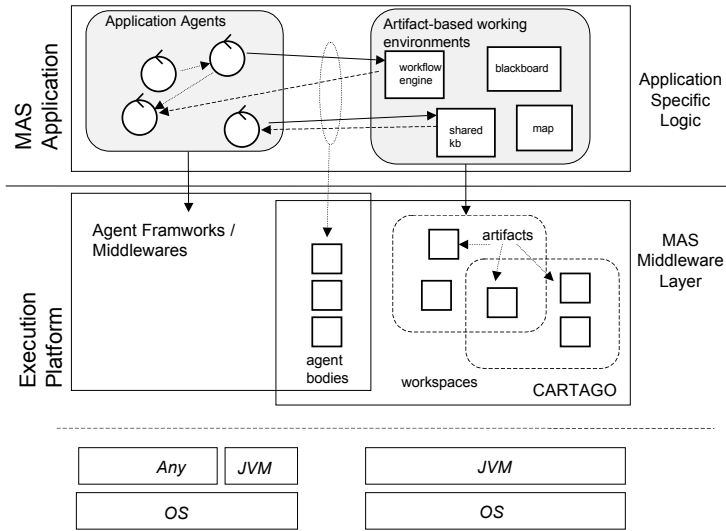 Application Agents
Artifact-based working
environments
workflow
engine
blackboard
shared
kb
map
MAS
Application
Application
Specific
Logic
Agent Framworks /
Middlewares
artifacts
MAS
Middleware
Layer
agent
bodies
workspaces
CARTAGO
Execution
Platform
Any
JVM
JVM
OS
OS